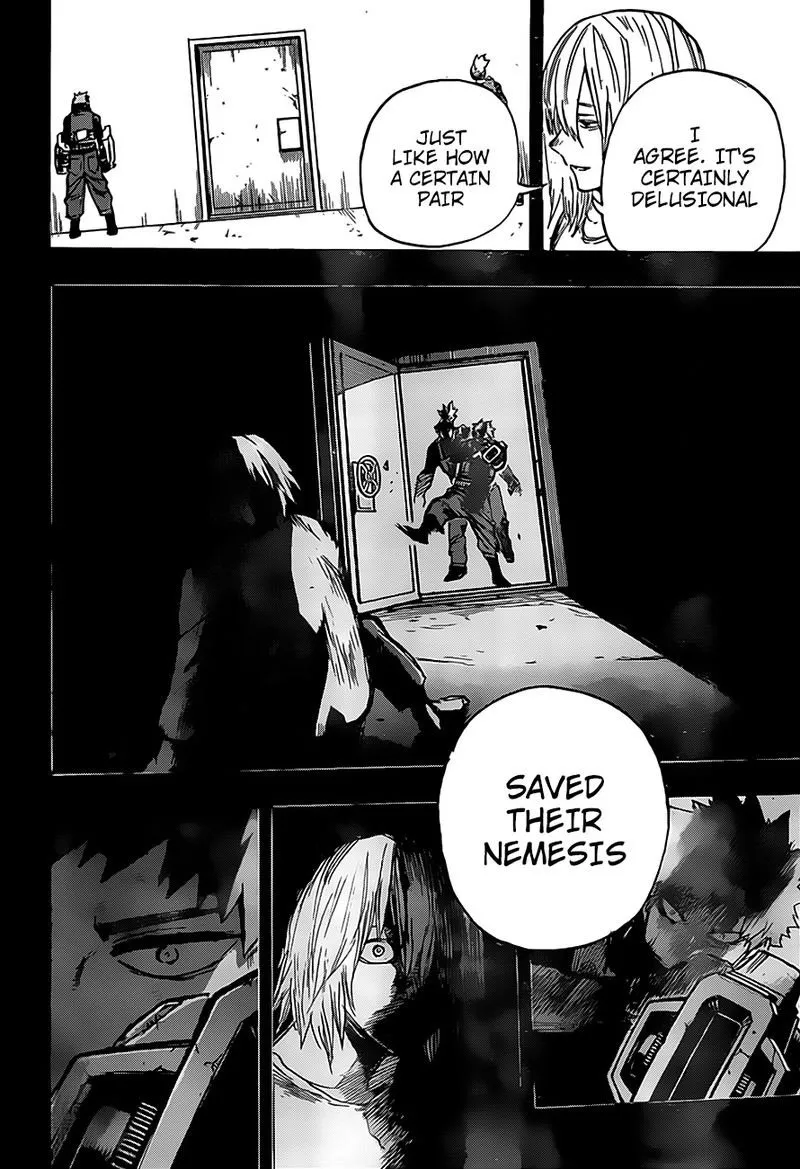 I
AGREE. IT'S
CERTAINLY
DELUSIONAL
JUST
LIKE HOW
A CERTAIN
PAIR
SAVED
THEIR
NEMESIS